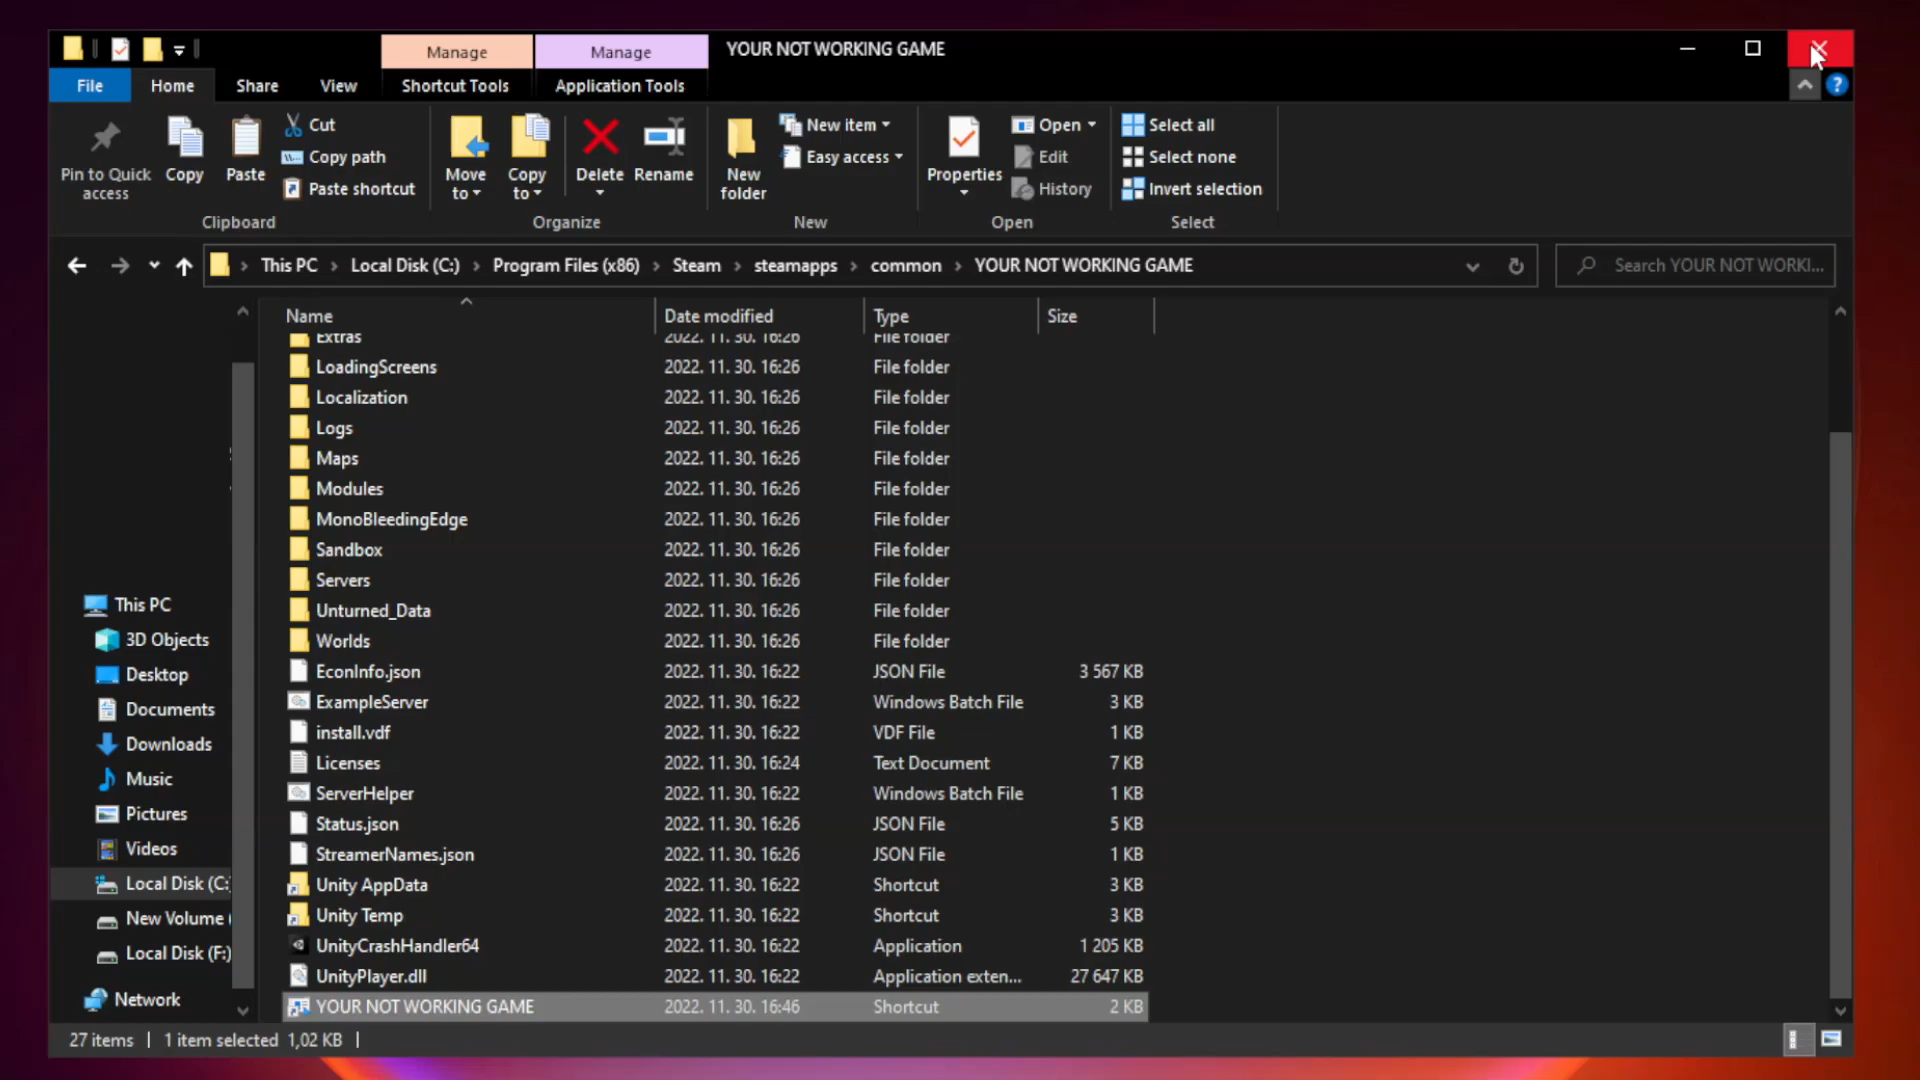 Manage
Manage
YOUR NOT WORKING GAME
File
Home
Share
View
Shortcut Tools
Application Tools
?
Pin to Quick access
Copy
Paste
Cut
Copy path
Paste shortcut
Clipboard
Move to
Copy to
Delete
Rename
Organize
New folder
New item
Easy access
New
Properties
Open
Edit
History
Open
Select all
Select none
Invert selection
Select
This PC > Local Disk (C:) > Program Files (x86) > Steam > steamapps > common > YOUR NOT WORKING GAME
Search YOUR NOT WORKI...
Name Date modified Type Size
Extras 2022. 11. 30. 16:26 File folder
LoadingScreens 2022. 11. 30. 16:26 File folder
Localization 2022. 11. 30. 16:26 File folder
Logs 2022. 11. 30. 16:26 File folder
Maps 2022. 11. 30. 16:26 File folder
Modules 2022. 11. 30. 16:26 File folder
MonoBleedingEdge 2022. 11. 30. 16:26 File folder
Sandbox 2022. 11. 30. 16:26 File folder
Servers 2022. 11. 30. 16:26 File folder
Unturned_Data 2022. 11. 30. 16:26 File folder
Worlds 2022. 11. 30. 16:26 File folder
EconInfo.json 2022. 11. 30. 16:22 JSON File 3 567 KB
ExampleServer 2022. 11. 30. 16:22 Windows Batch File 3 KB
install.vdf 2022. 11. 30. 16:22 VDF File 1 KB
Licenses 2022. 11. 30. 16:24 Text Document 7 KB
ServerHelper 2022. 11. 30. 16:22 Windows Batch File 1 KB
Status.json 2022. 11. 30. 16:26 JSON File 5 KB
StreamerNames.json 2022. 11. 30. 16:26 JSON File 1 KB
Unity AppData 2022. 11. 30. 16:22 Shortcut 3 KB
Unity Temp 2022. 11. 30. 16:22 Shortcut 3 KB
UnityCrashHandler64 2022. 11. 30. 16:22 Application 1 205 KB
UnityPlayer.dll 2022. 11. 30. 16:22 Application exten... 27 647 KB
YOUR NOT WORKING GAME 2022. 11. 30. 16:46 Shortcut 2 KB
This PC
3D Objects
Desktop
Documents
Downloads
Music
Pictures
Videos
Local Disk (C:)
New Volume (
Local Disk (F:)
Network
27 items | 1 item selected 1,02 KB |